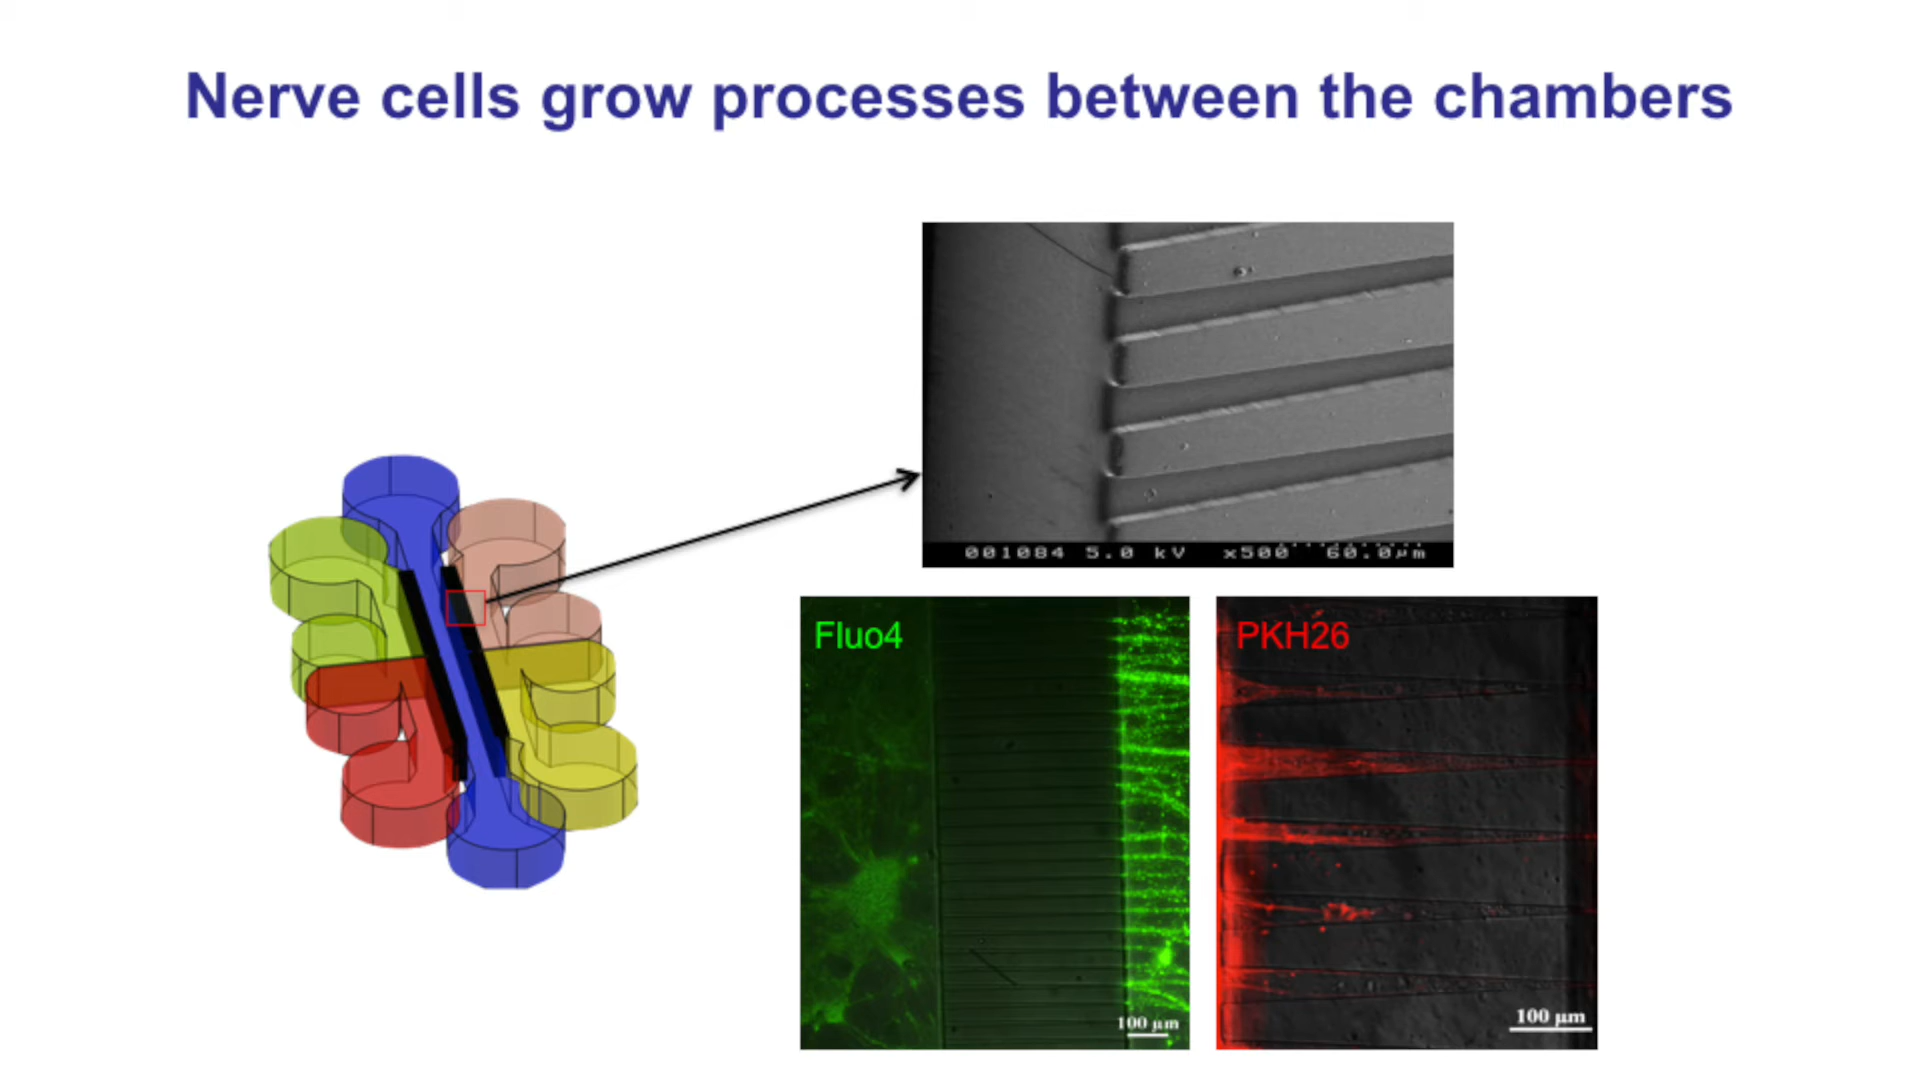 Nerve cells grow processes between the chambers
001084 5.0 kV x500 60.0µm
Fluo4
PKH26
100 µm
100 µm